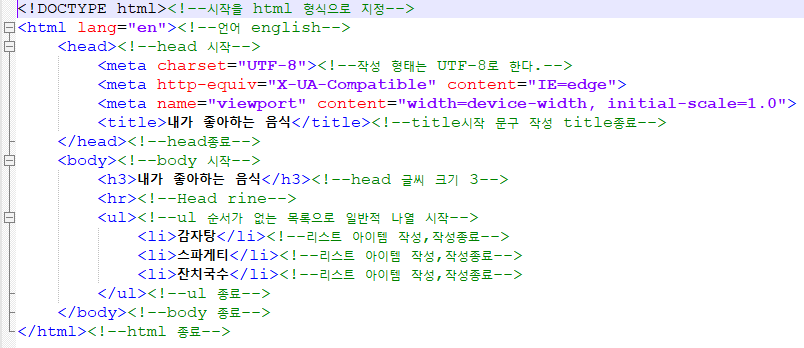 <!DOCTYPE html><!--시작을 html 형식으로 지정-->
<html lang="en"><!--언어 english-->
<head><!--head 시작-->
<meta charset="UTF-8"><!--작성 형태는 UTF-8로 한다.-->
<meta http-equiv="X-UA-Compatible" content="IE=edge">
<meta name="viewport" content="width=device-width, initial-scale=1.0">
<title>내가 좋아하는 음식</title><!--title시작 문구 작성 title종료-->
</head><!--head종료-->
<body><!--body 시작-->
<h3>내가 좋아하는 음식</h3><!--head 글씨 크기 3-->
<hr><!--Head rine-->
<ul><!--ul 순서가 없는 목록으로 일반적 나열 시작-->
<li>감자탕</li><!--리스트 아이템 작성,작성종료-->
<li>스파게티</li><!--리스트 아이템 작성,작성종료-->
<li>잔치국수</li><!--리스트 아이템 작성,작성종료-->
</ul><!--ul 종료-->
</body><!--body 종료-->
</html><!--html 종료-->